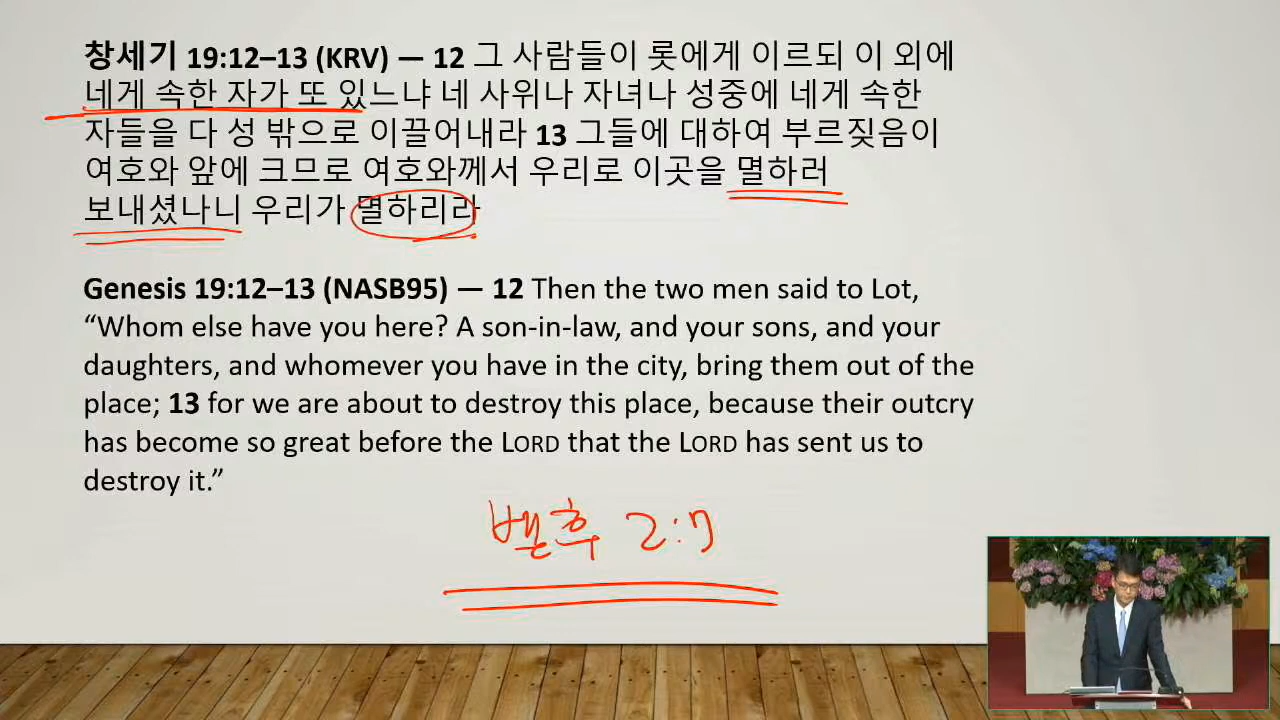 창세기 19:12–13 (KRV) — 12 그 사람들이 롯에게 이르되 이 외에
네게 속한 자가 또 있느냐 네 사위나 자녀나 성중에 네게 속한
자들을 다 성 밖으로 이끌어내라 13 그들에 대하여 부르짖음이
여호와 앞에 크므로 여호와께서 우리로 이곳을 멸하러
보내셨나니 우리가 멸하리라
Genesis 19:12–13 (NASB95) — 12 Then the two men said to Lot,
“Whom else have you here? A son-in-law, and your sons, and your
daughters, and whomever you have in the city, bring them out of the
place; 13 for we are about to destroy this place, because their outcry
has become so great before the LORD that the LORD has sent us to
destroy it.”
벧후 2:7